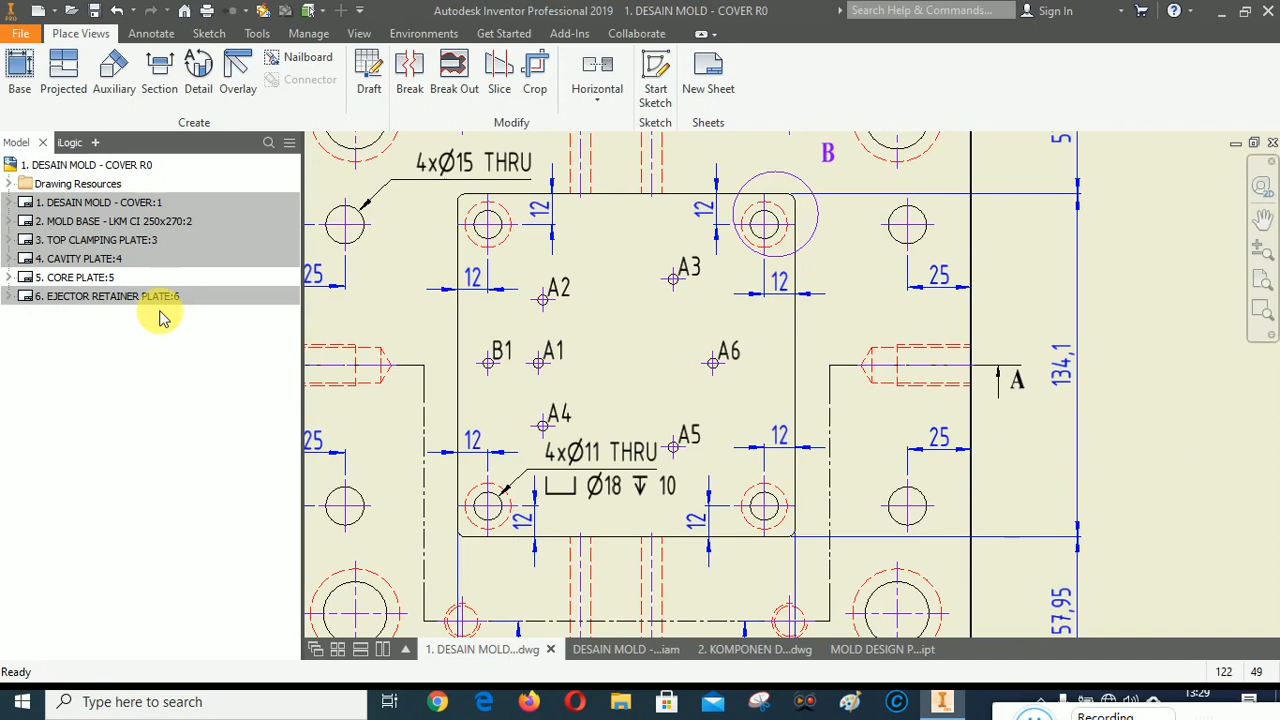 PRO
Autodesk Inventor Professional 2019   1. DESAIN MOLD - COVER R0
Search Help & Commands...
Sign In
File Place Views Annotate Sketch Tools Manage View Environments Get Started Add-Ins Collaborate
Base Projected Auxiliary Section Detail Overlay
Nailboard
Connector
Draft
Break Break Out Slice Crop
Horizontal
Start Sketch
New Sheet
Create Modify Sketch Sheets
Model iLogic
1. DESAIN MOLD - COVER R0
Drawing Resources
1. DESAIN MOLD - COVER:1
2. MOLD BASE - LKM CI 250x270:2
3. TOP CLAMPING PLATE:3
4. CAVITY PLATE:4
5. CORE PLATE:5
6. EJECTOR RETAINER PLATE:6
B
5
4xØ15 THRU
12
12
25
12
12
25
A3
A2
B1
A1
A6
134,1
A
A4
A5
25
12
12
25
4xØ11 THRU
⌴ Ø18 ↧ 10
12
12
57,95
2D
1. DESAIN MOLD...dwg DESAIN MOLD -...iam 2. KOMPONEN D...dwg MOLD DESIGN P...ipt
Ready
122 49
Type here to search
13:29
Recording